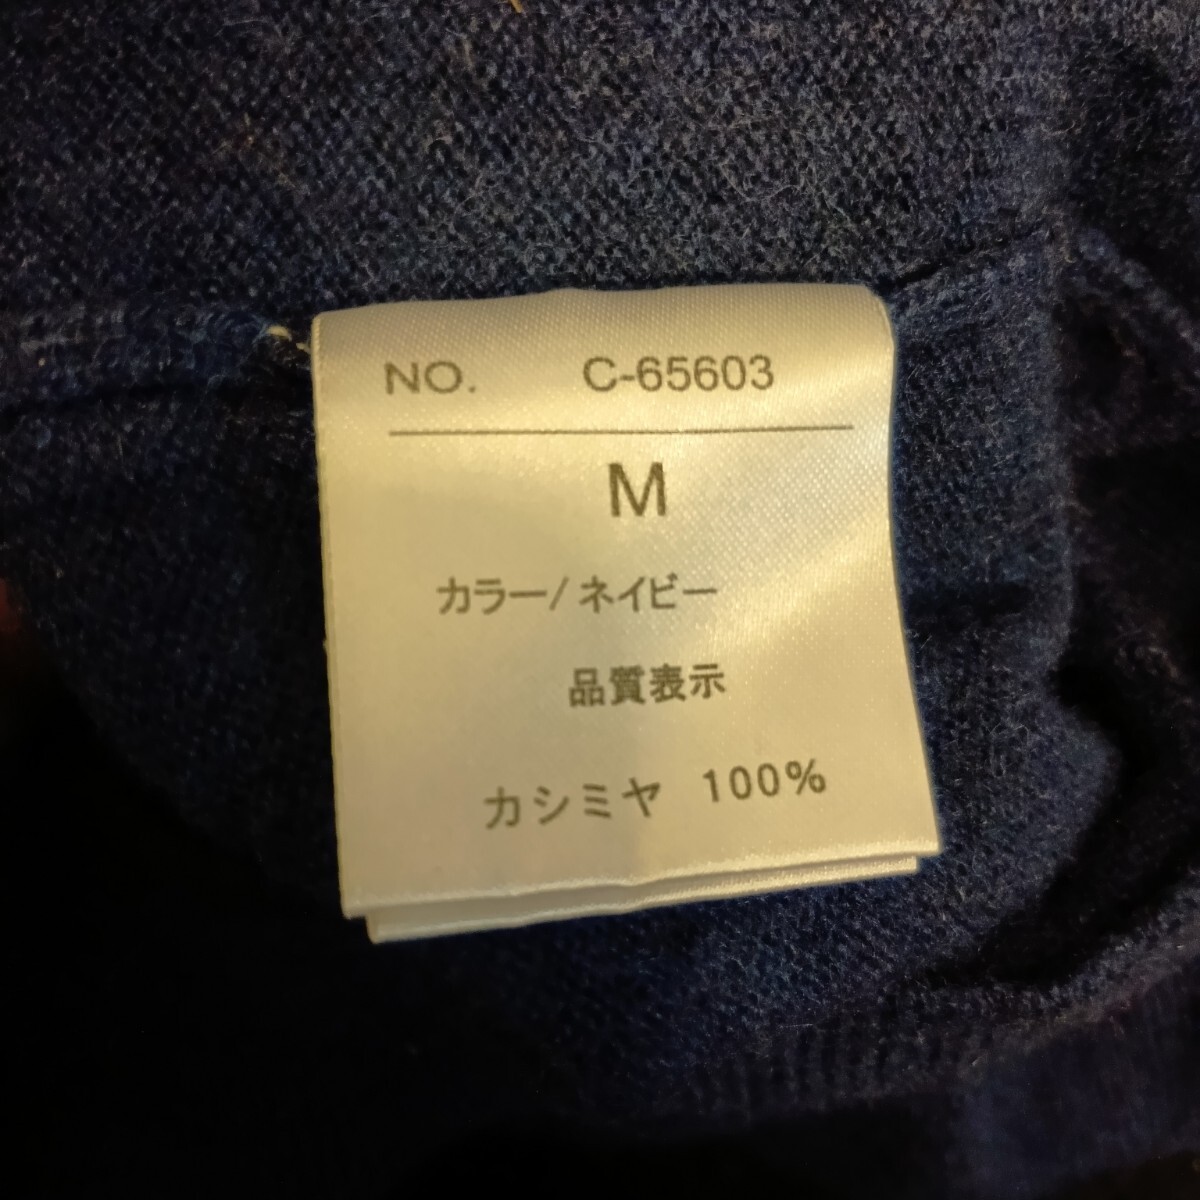 NO. C-65603
M
カラー/ネイビー
品質表示
カシミヤ 100%